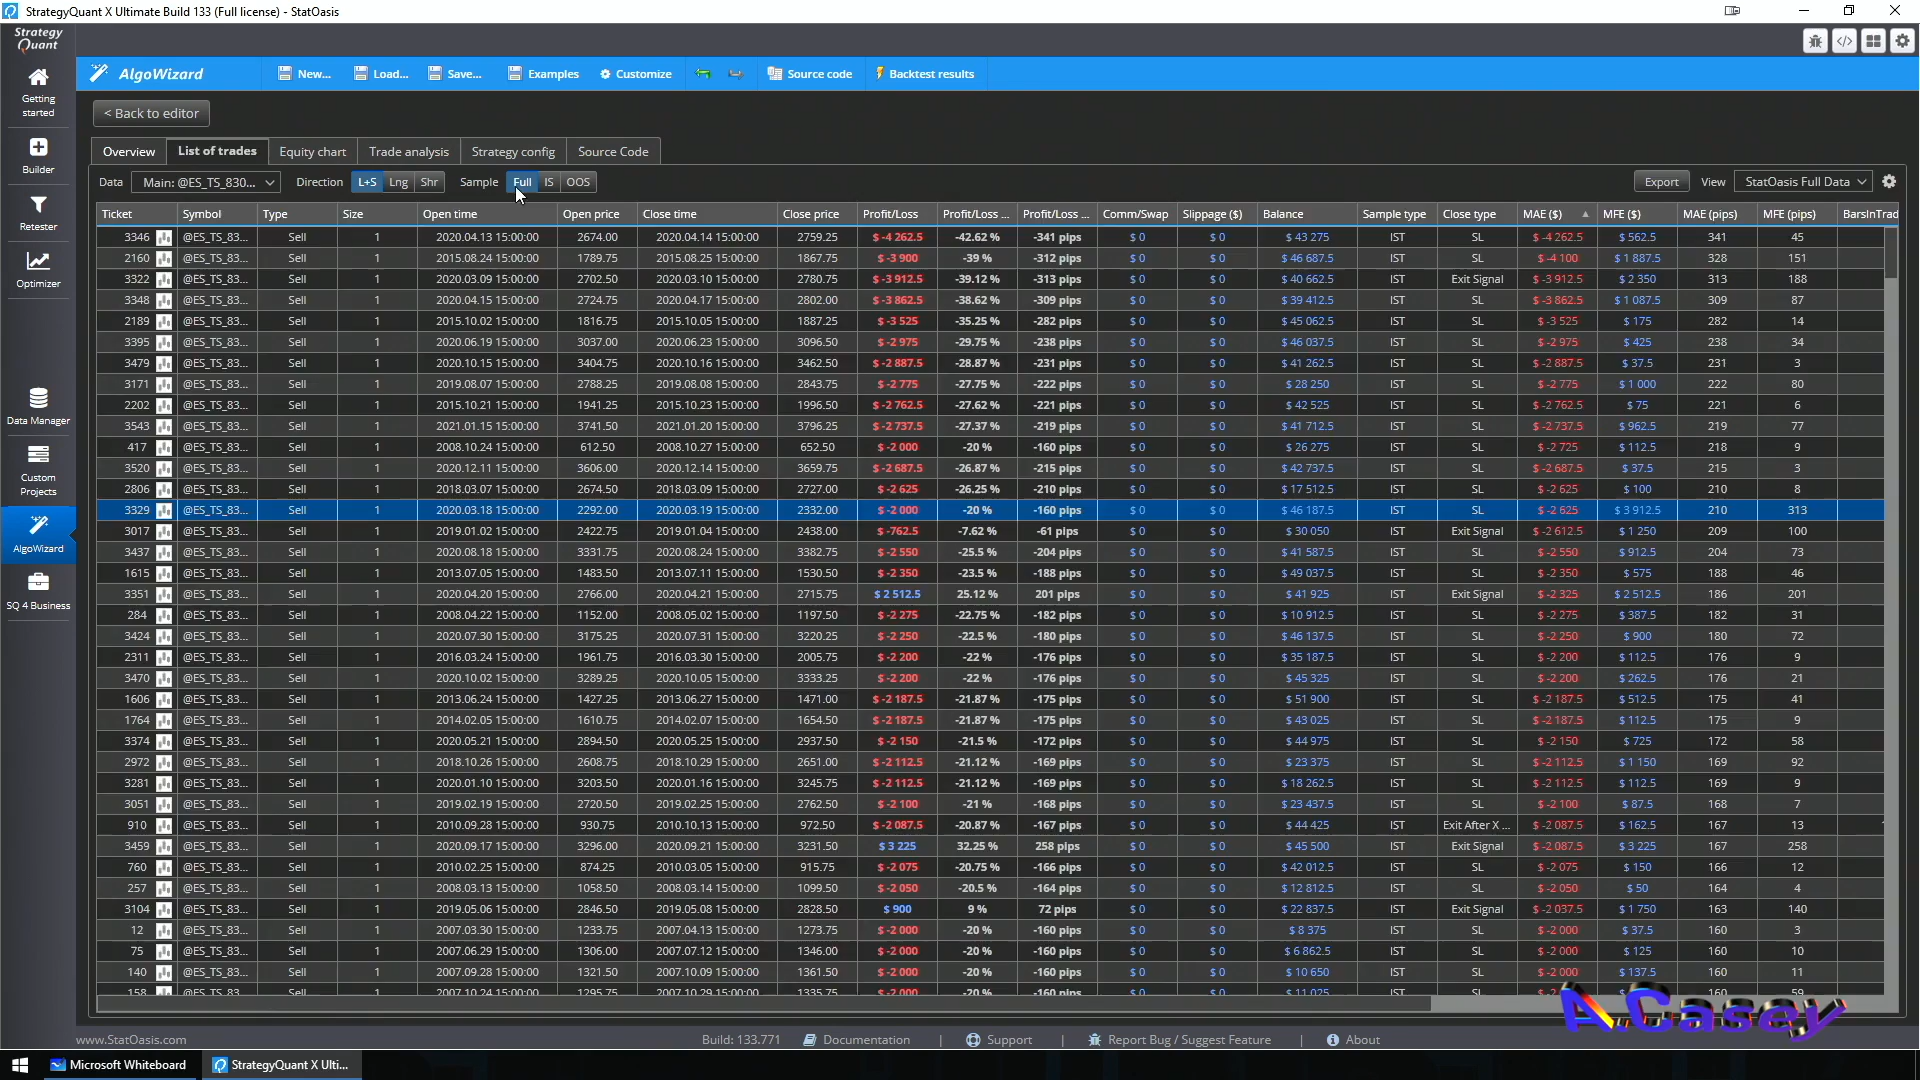 StrategyQuant X Ultimate Build 133 (Full license) - StatOasis
Strategy Quant
AlgoWizard New... Load... Save... Examples Customize Source code Backtest results
Getting started
Builder
Retester
Optimizer
Data Manager
Custom Projects
AlgoWizard
SQ 4 Business
< Back to editor
Overview List of trades Equity chart Trade analysis Strategy config Source Code
Data Main: @ES_TS_830... Direction L+S Lng Shr Sample Full IS OOS Export View StatOasis Full Data
Ticket Symbol Type Size Open time Open price Close time Close price Profit/Loss Profit/Loss ... Profit/Loss ... Comm/Swap Slippage ($) Balance Sample type Close type MAE ($) MFE ($) MAE (pips) MFE (pips) BarsInTrad
3346 @ES_TS_83... Sell 1 2020.04.13 15:00:00 2674.00 2020.04.14 15:00:00 2759.25 $ -4 262.5 -42.62 % -341 pips $ 0 $ 0 $ 43 275 IST SL $ -4 262.5 $ 562.5 341 45
2160 @ES_TS_83... Sell 1 2015.08.24 15:00:00 1789.75 2015.08.25 15:00:00 1867.75 $ -3 900 -39 % -312 pips $ 0 $ 0 $ 46 687.5 IST SL $ -4 100 $ 1 887.5 328 151
3322 @ES_TS_83... Sell 1 2020.03.09 15:00:00 2702.50 2020.03.10 15:00:00 2780.75 $ -3 912.5 -39.12 % -313 pips $ 0 $ 0 $ 40 662.5 IST Exit Signal $ -3 912.5 $ 2 350 313 188
3348 @ES_TS_83... Sell 1 2020.04.15 15:00:00 2724.75 2020.04.17 15:00:00 2802.00 $ -3 862.5 -38.62 % -309 pips $ 0 $ 0 $ 39 412.5 IST SL $ -3 862.5 $ 1 087.5 309 87
2189 @ES_TS_83... Sell 1 2015.10.02 15:00:00 1816.75 2015.10.05 15:00:00 1887.25 $ -3 525 -35.25 % -282 pips $ 0 $ 0 $ 45 062.5 IST SL $ -3 525 $ 175 282 14
3395 @ES_TS_83... Sell 1 2020.06.19 15:00:00 3037.00 2020.06.23 15:00:00 3096.50 $ -2 975 -29.75 % -238 pips $ 0 $ 0 $ 46 037.5 IST SL $ -2 975 $ 425 238 34
3479 @ES_TS_83... Sell 1 2020.10.15 15:00:00 3404.75 2020.10.16 15:00:00 3462.50 $ -2 887.5 -28.87 % -231 pips $ 0 $ 0 $ 41 262.5 IST SL $ -2 887.5 $ 37.5 231 3
3171 @ES_TS_83... Sell 1 2019.08.07 15:00:00 2788.25 2019.08.08 15:00:00 2843.75 $ -2 775 -27.75 % -222 pips $ 0 $ 0 $ 28 250 IST SL $ -2 775 $ 1 000 222 80
2202 @ES_TS_83... Sell 1 2015.10.21 15:00:00 1941.25 2015.10.23 15:00:00 1996.50 $ -2 762.5 -27.62 % -221 pips $ 0 $ 0 $ 42 525 IST SL $ -2 762.5 $ 75 221 6
3543 @ES_TS_83... Sell 1 2021.01.15 15:00:00 3741.50 2021.01.20 15:00:00 3796.25 $ -2 737.5 -27.37 % -219 pips $ 0 $ 0 $ 41 712.5 IST SL $ -2 737.5 $ 962.5 219 77
417 @ES_TS_83... Sell 1 2008.10.24 15:00:00 612.50 2008.10.27 15:00:00 652.50 $ -2 000 -20 % -160 pips $ 0 $ 0 $ 26 275 IST SL $ -2 725 $ 112.5 218 9
3520 @ES_TS_83... Sell 1 2020.12.11 15:00:00 3606.00 2020.12.14 15:00:00 3659.75 $ -2 687.5 -26.87 % -215 pips $ 0 $ 0 $ 42 737.5 IST SL $ -2 687.5 $ 37.5 215 3
2806 @ES_TS_83... Sell 1 2018.03.07 15:00:00 2674.50 2018.03.09 15:00:00 2727.00 $ -2 625 -26.25 % -210 pips $ 0 $ 0 $ 17 512.5 IST SL $ -2 625 $ 100 210 8
3329 @ES_TS_83... Sell 1 2020.03.18 15:00:00 2292.00 2020.03.19 15:00:00 2332.00 $ -2 000 -20 % -160 pips $ 0 $ 0 $ 46 187.5 IST SL $ -2 625 $ 3 912.5 210 313
3017 @ES_TS_83... Sell 1 2019.01.02 15:00:00 2422.75 2019.01.04 15:00:00 2438.00 $ -762.5 -7.62 % -61 pips $ 0 $ 0 $ 30 050 IST Exit Signal $ -2 612.5 $ 1 250 209 100
3437 @ES_TS_83... Sell 1 2020.08.18 15:00:00 3331.75 2020.08.24 15:00:00 3382.75 $ -2 550 -25.5 % -204 pips $ 0 $ 0 $ 41 587.5 IST SL $ -2 550 $ 912.5 204 73
1615 @ES_TS_83... Sell 1 2013.07.05 15:00:00 1483.50 2013.07.11 15:00:00 1530.50 $ -2 350 -23.5 % -188 pips $ 0 $ 0 $ 49 037.5 IST SL $ -2 350 $ 575 188 46
3351 @ES_TS_83... Sell 1 2020.04.20 15:00:00 2766.00 2020.04.21 15:00:00 2715.75 $ 2 512.5 25.12 % 201 pips $ 0 $ 0 $ 41 925 IST Exit Signal $ -2 325 $ 2 512.5 186 201
284 @ES_TS_83... Sell 1 2008.04.22 15:00:00 1152.00 2008.05.02 15:00:00 1197.50 $ -2 275 -22.75 % -182 pips $ 0 $ 0 $ 10 912.5 IST SL $ -2 275 $ 387.5 182 31
3424 @ES_TS_83... Sell 1 2020.07.30 15:00:00 3175.25 2020.07.31 15:00:00 3220.25 $ -2 250 -22.5 % -180 pips $ 0 $ 0 $ 46 137.5 IST SL $ -2 250 $ 900 180 72
2311 @ES_TS_83... Sell 1 2016.03.24 15:00:00 1961.75 2016.03.30 15:00:00 2005.75 $ -2 200 -22 % -176 pips $ 0 $ 0 $ 35 187.5 IST SL $ -2 200 $ 112.5 176 9
3470 @ES_TS_83... Sell 1 2020.10.02 15:00:00 3289.25 2020.10.05 15:00:00 3333.25 $ -2 200 -22 % -176 pips $ 0 $ 0 $ 45 325 IST SL $ -2 200 $ 262.5 176 21
1606 @ES_TS_83... Sell 1 2013.06.24 15:00:00 1427.25 2013.06.27 15:00:00 1471.00 $ -2 187.5 -21.87 % -175 pips $ 0 $ 0 $ 51 900 IST SL $ -2 187.5 $ 512.5 175 41
1764 @ES_TS_83... Sell 1 2014.02.05 15:00:00 1610.75 2014.02.07 15:00:00 1654.50 $ -2 187.5 -21.87 % -175 pips $ 0 $ 0 $ 43 025 IST SL $ -2 187.5 $ 112.5 175 9
3374 @ES_TS_83... Sell 1 2020.05.21 15:00:00 2894.50 2020.05.25 15:00:00 2937.50 $ -2 150 -21.5 % -172 pips $ 0 $ 0 $ 44 975 IST SL $ -2 150 $ 725 172 58
2972 @ES_TS_83... Sell 1 2018.10.26 15:00:00 2608.75 2018.10.29 15:00:00 2651.00 $ -2 112.5 -21.12 % -169 pips $ 0 $ 0 $ 23 375 IST SL $ -2 112.5 $ 1 150 169 92
3281 @ES_TS_83... Sell 1 2020.01.10 15:00:00 3203.50 2020.01.16 15:00:00 3245.75 $ -2 112.5 -21.12 % -169 pips $ 0 $ 0 $ 18 262.5 IST SL $ -2 112.5 $ 112.5 169 9
3051 @ES_TS_83... Sell 1 2019.02.19 15:00:00 2720.50 2019.02.25 15:00:00 2762.50 $ -2 100 -21 % -168 pips $ 0 $ 0 $ 23 437.5 IST SL $ -2 100 $ 87.5 168 7
910 @ES_TS_83... Sell 1 2010.09.28 15:00:00 930.75 2010.10.13 15:00:00 972.50 $ -2 087.5 -20.87 % -167 pips $ 0 $ 0 $ 44 425 IST Exit After X ... $ -2 087.5 $ 162.5 167 13
3459 @ES_TS_83... Sell 1 2020.09.17 15:00:00 3296.00 2020.09.21 15:00:00 3231.50 $ 3 225 32.25 % 258 pips $ 0 $ 0 $ 45 500 IST Exit Signal $ -2 087.5 $ 3 225 167 258
760 @ES_TS_83... Sell 1 2010.02.25 15:00:00 874.25 2010.03.05 15:00:00 915.75 $ -2 075 -20.75 % -166 pips $ 0 $ 0 $ 42 012.5 IST SL $ -2 075 $ 150 166 12
257 @ES_TS_83... Sell 1 2008.03.13 15:00:00 1058.50 2008.03.14 15:00:00 1099.50 $ -2 050 -20.5 % -164 pips $ 0 $ 0 $ 12 812.5 IST SL $ -2 050 $ 50 164 4
3104 @ES_TS_83... Sell 1 2019.05.06 15:00:00 2846.50 2019.05.08 15:00:00 2828.50 $ 900 9 % 72 pips $ 0 $ 0 $ 22 837.5 IST Exit Signal $ -2 037.5 $ 1 750 163 140
12 @ES_TS_83... Sell 1 2007.03.30 15:00:00 1233.75 2007.04.13 15:00:00 1273.75 $ -2 000 -20 % -160 pips $ 0 $ 0 $ 8 375 IST SL $ -2 000 $ 37.5 160 3
75 @ES_TS_83... Sell 1 2007.06.29 15:00:00 1306.00 2007.07.12 15:00:00 1346.00 $ -2 000 -20 % -160 pips $ 0 $ 0 $ 6 862.5 IST SL $ -2 000 $ 125 160 10
140 @ES_TS_83... Sell 1 2007.09.28 15:00:00 1321.50 2007.10.09 15:00:00 1361.50 $ -2 000 -20 % -160 pips $ 0 $ 0 $ 10 650 IST SL $ -2 000 $ 137.5 160 11
158 @ES_TS_83 Sell 1 2007.10.24 15:00:00 1295.75 2007.10.29 15:00:00 1335.75 $ -2 000 -20 % -160 pips $ 0 $ 0 $ 11 025 IST SL 160 59
A.Casey
www.StatOasis.com Build: 133.771 Documentation | Support | Report Bug / Suggest Feature | About
Microsoft Whiteboard StrategyQuant X Ulti...